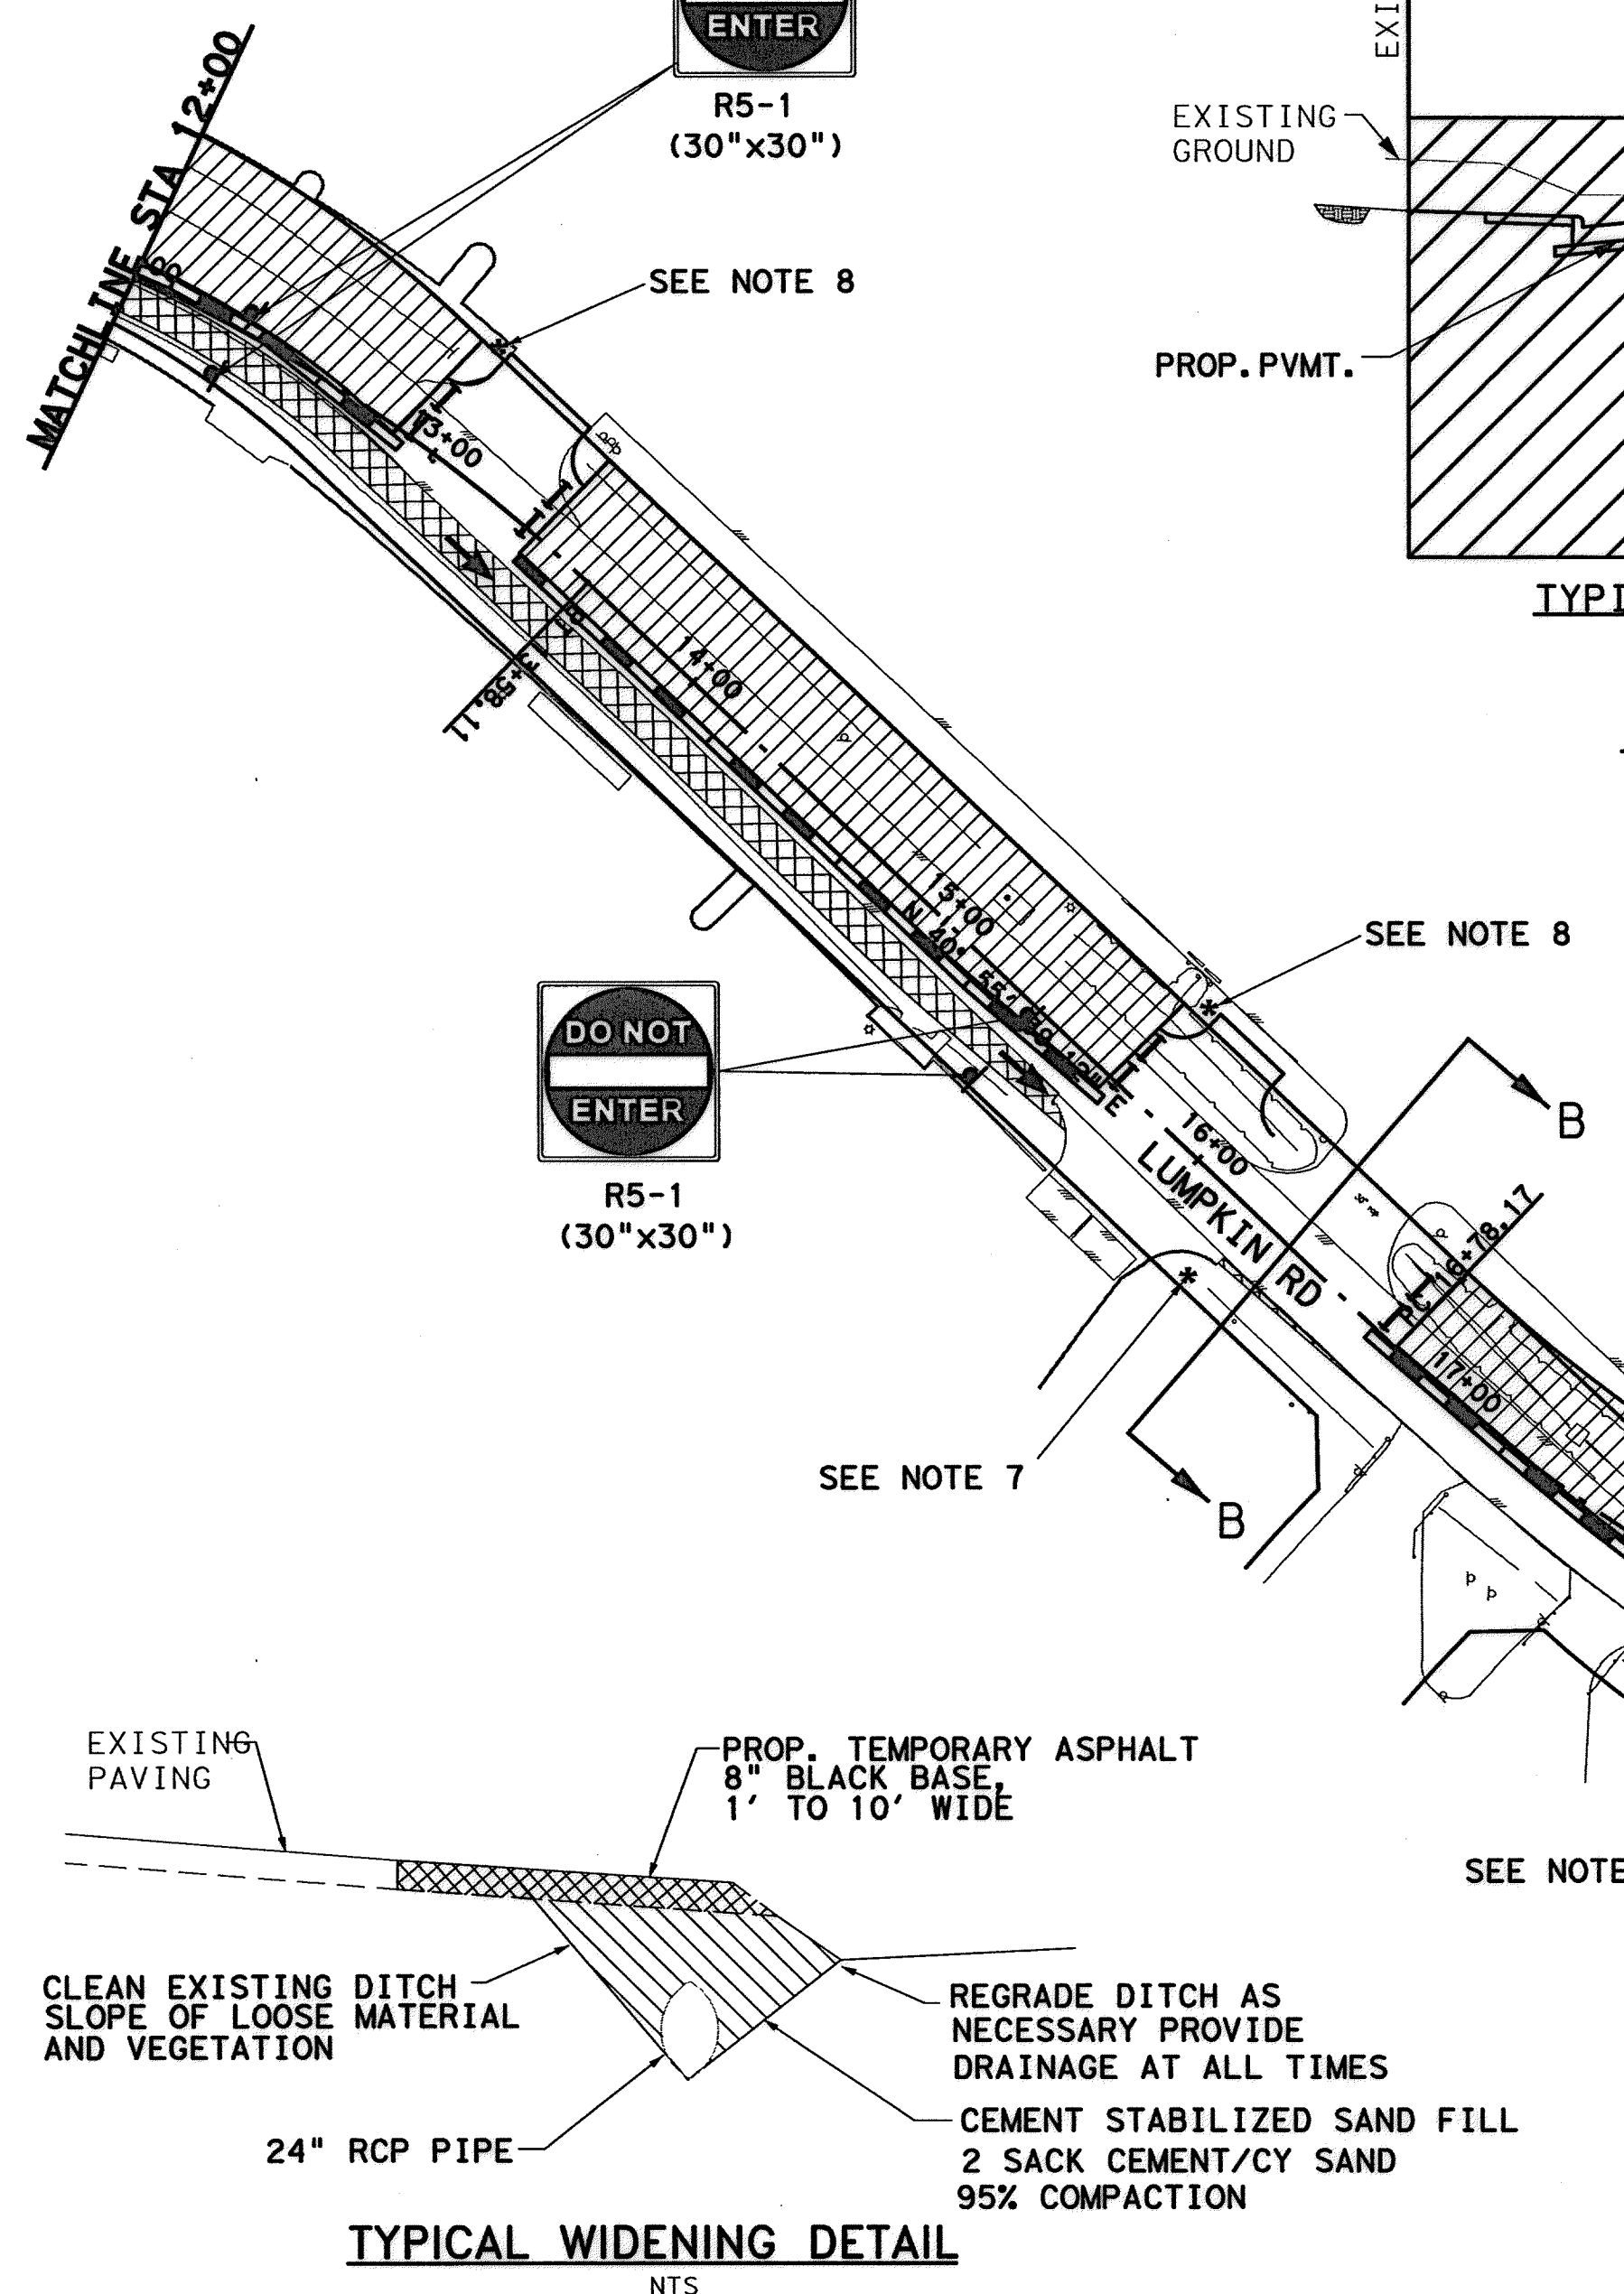 ENTER
R5-1
(30"x30")
EXISTING
GROUND
PROP. PVMT.
MATCHLINE STA 12+00
SEE NOTE 8
13+00
14+00
15+00
SEE NOTE 8
DO NOT
ENTER
R5-1
(30"x30")
16+00
LUMPKIN RD
B
16+78.17
17+00
SEE NOTE 7
B
EXISTING
PAVING
PROP. TEMPORARY ASPHALT
8" BLACK BASE,
1' TO 10' WIDE
SEE NOTE
CLEAN EXISTING DITCH
SLOPE OF LOOSE MATERIAL
AND VEGETATION
REGRADE DITCH AS
NECESSARY PROVIDE
DRAINAGE AT ALL TIMES
CEMENT STABILIZED SAND FILL
2 SACK CEMENT/CY SAND
95% COMPACTION
24" RCP PIPE
TYPICAL WIDENING DETAIL
NTS